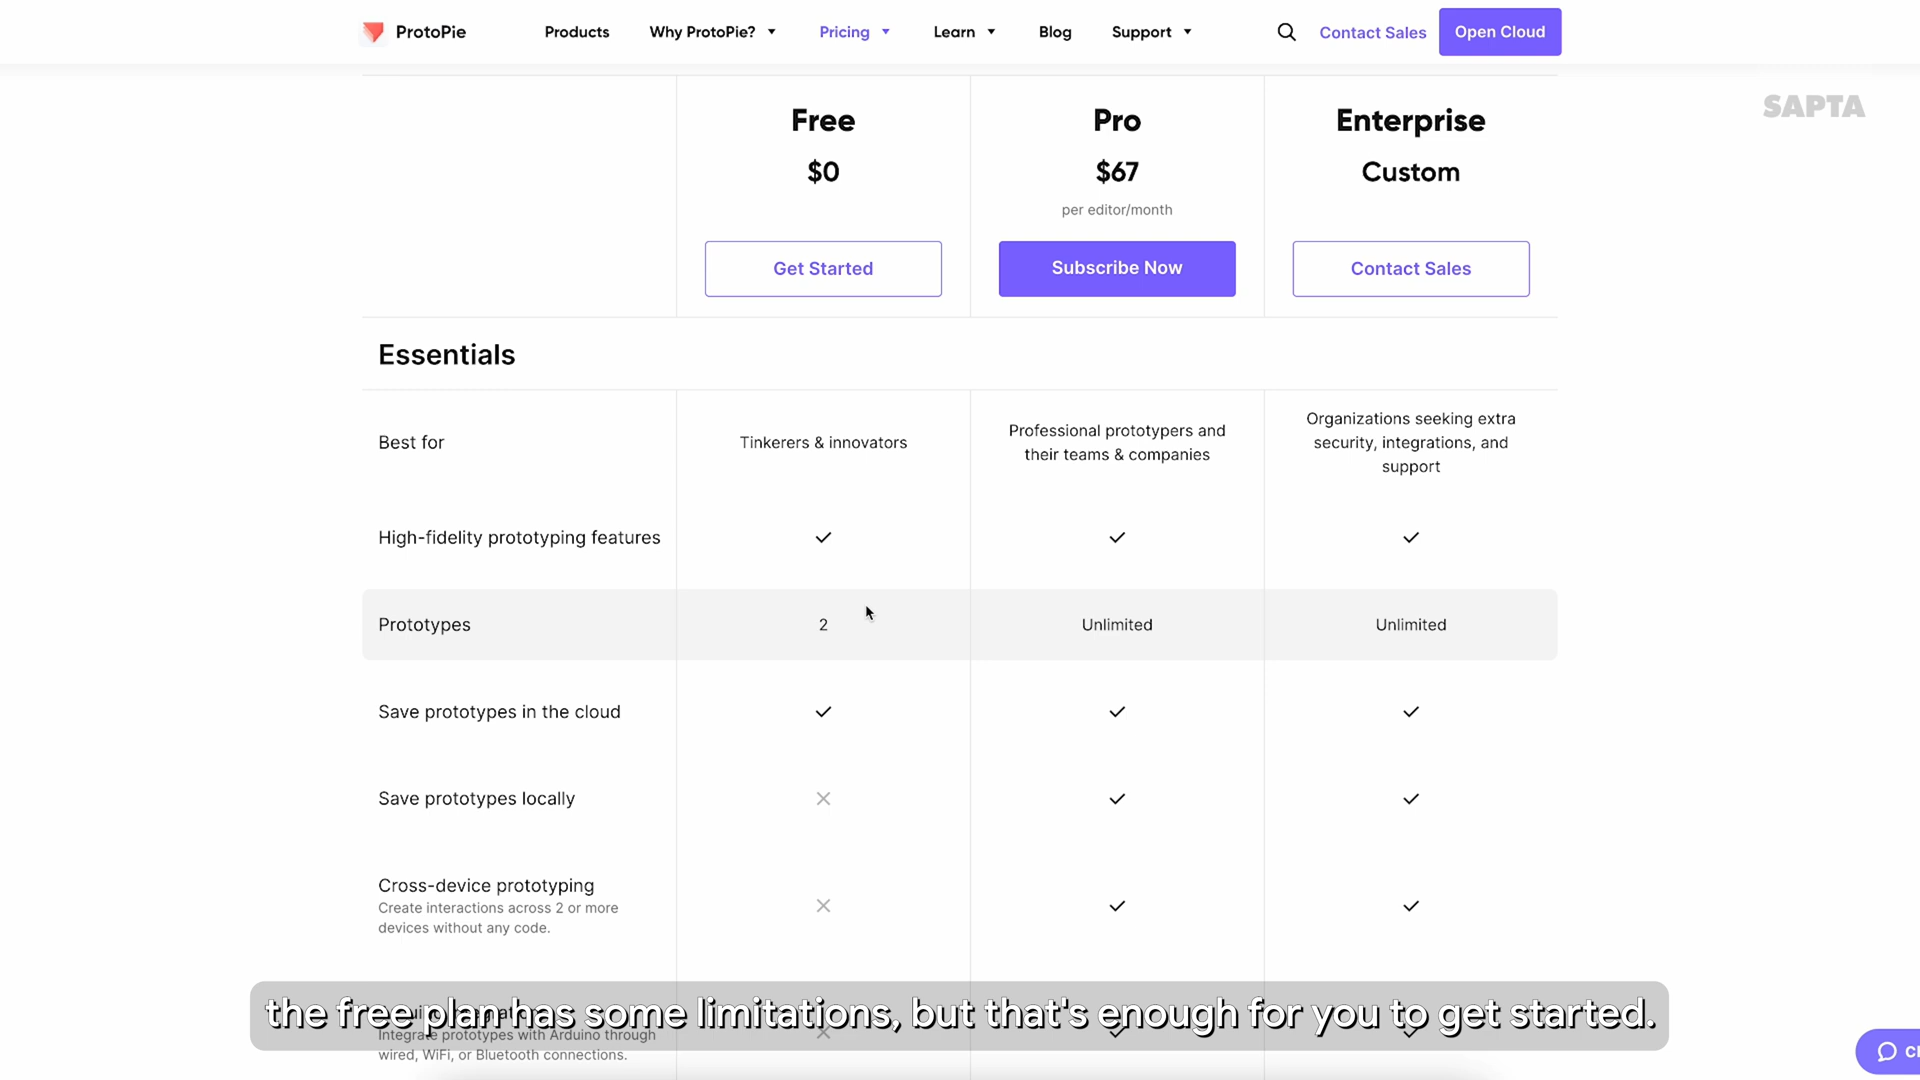 ProtoPie
Products
Why ProtoPie?
Pricing
Learn
Blog
Support
Contact Sales
Open Cloud
SAPTA
Free
Pro
Enterprise
$0
$67
Custom
per editor/month
Get Started
Subscribe Now
Contact Sales
Essentials
Best for
Tinkerers & innovators
Professional prototypers and
their teams & companies
Organizations seeking extra
security, integrations, and
support
High-fidelity prototyping features
Prototypes
2
Unlimited
Unlimited
Save prototypes in the cloud
Save prototypes locally
Cross-device prototyping
Create interactions across 2 or more
devices without any code.
the free plan has some limitations, but that's enough for you to get started.
Integrate prototypes with Arduino through
wired, WiFi, or Bluetooth connections.